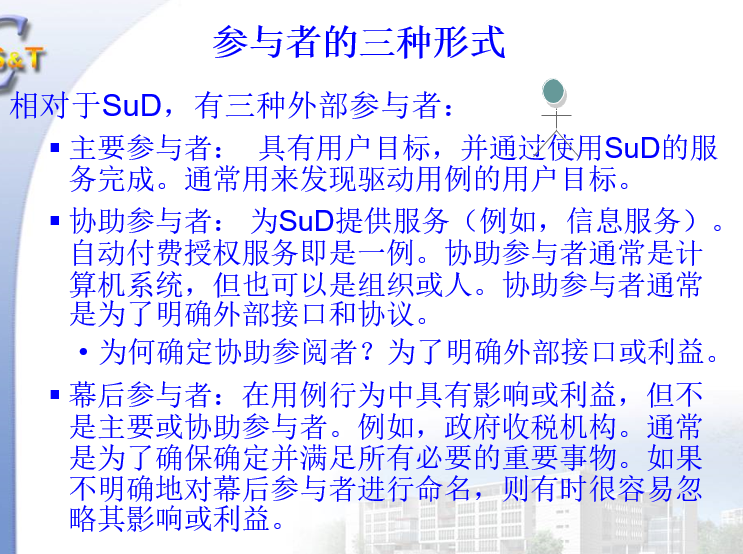 参与者的三种形式
S&T
相对于SuD，有三种外部参与者：
▪ 主要参与者： 具有用户目标，并通过使用SuD的服
务完成。通常用来发现驱动用例的用户目标。
▪ 协助参与者： 为SuD提供服务（例如，信息服务）。
自动付费授权服务即是一例。协助参与者通常是计
算机系统，但也可以是组织或人。协助参与者通常
是为了明确外部接口和协议。
• 为何确定协助参阅者？为了明确外部接口或利益。
▪ 幕后参与者：在用例行为中具有影响或利益，但不
是主要或协助参与者。例如，政府收税机构。通常
是为了确保确定并满足所有必要的重要事物。如果
不明确地对幕后参与者进行命名，则有时很容易忽
略其影响或利益。